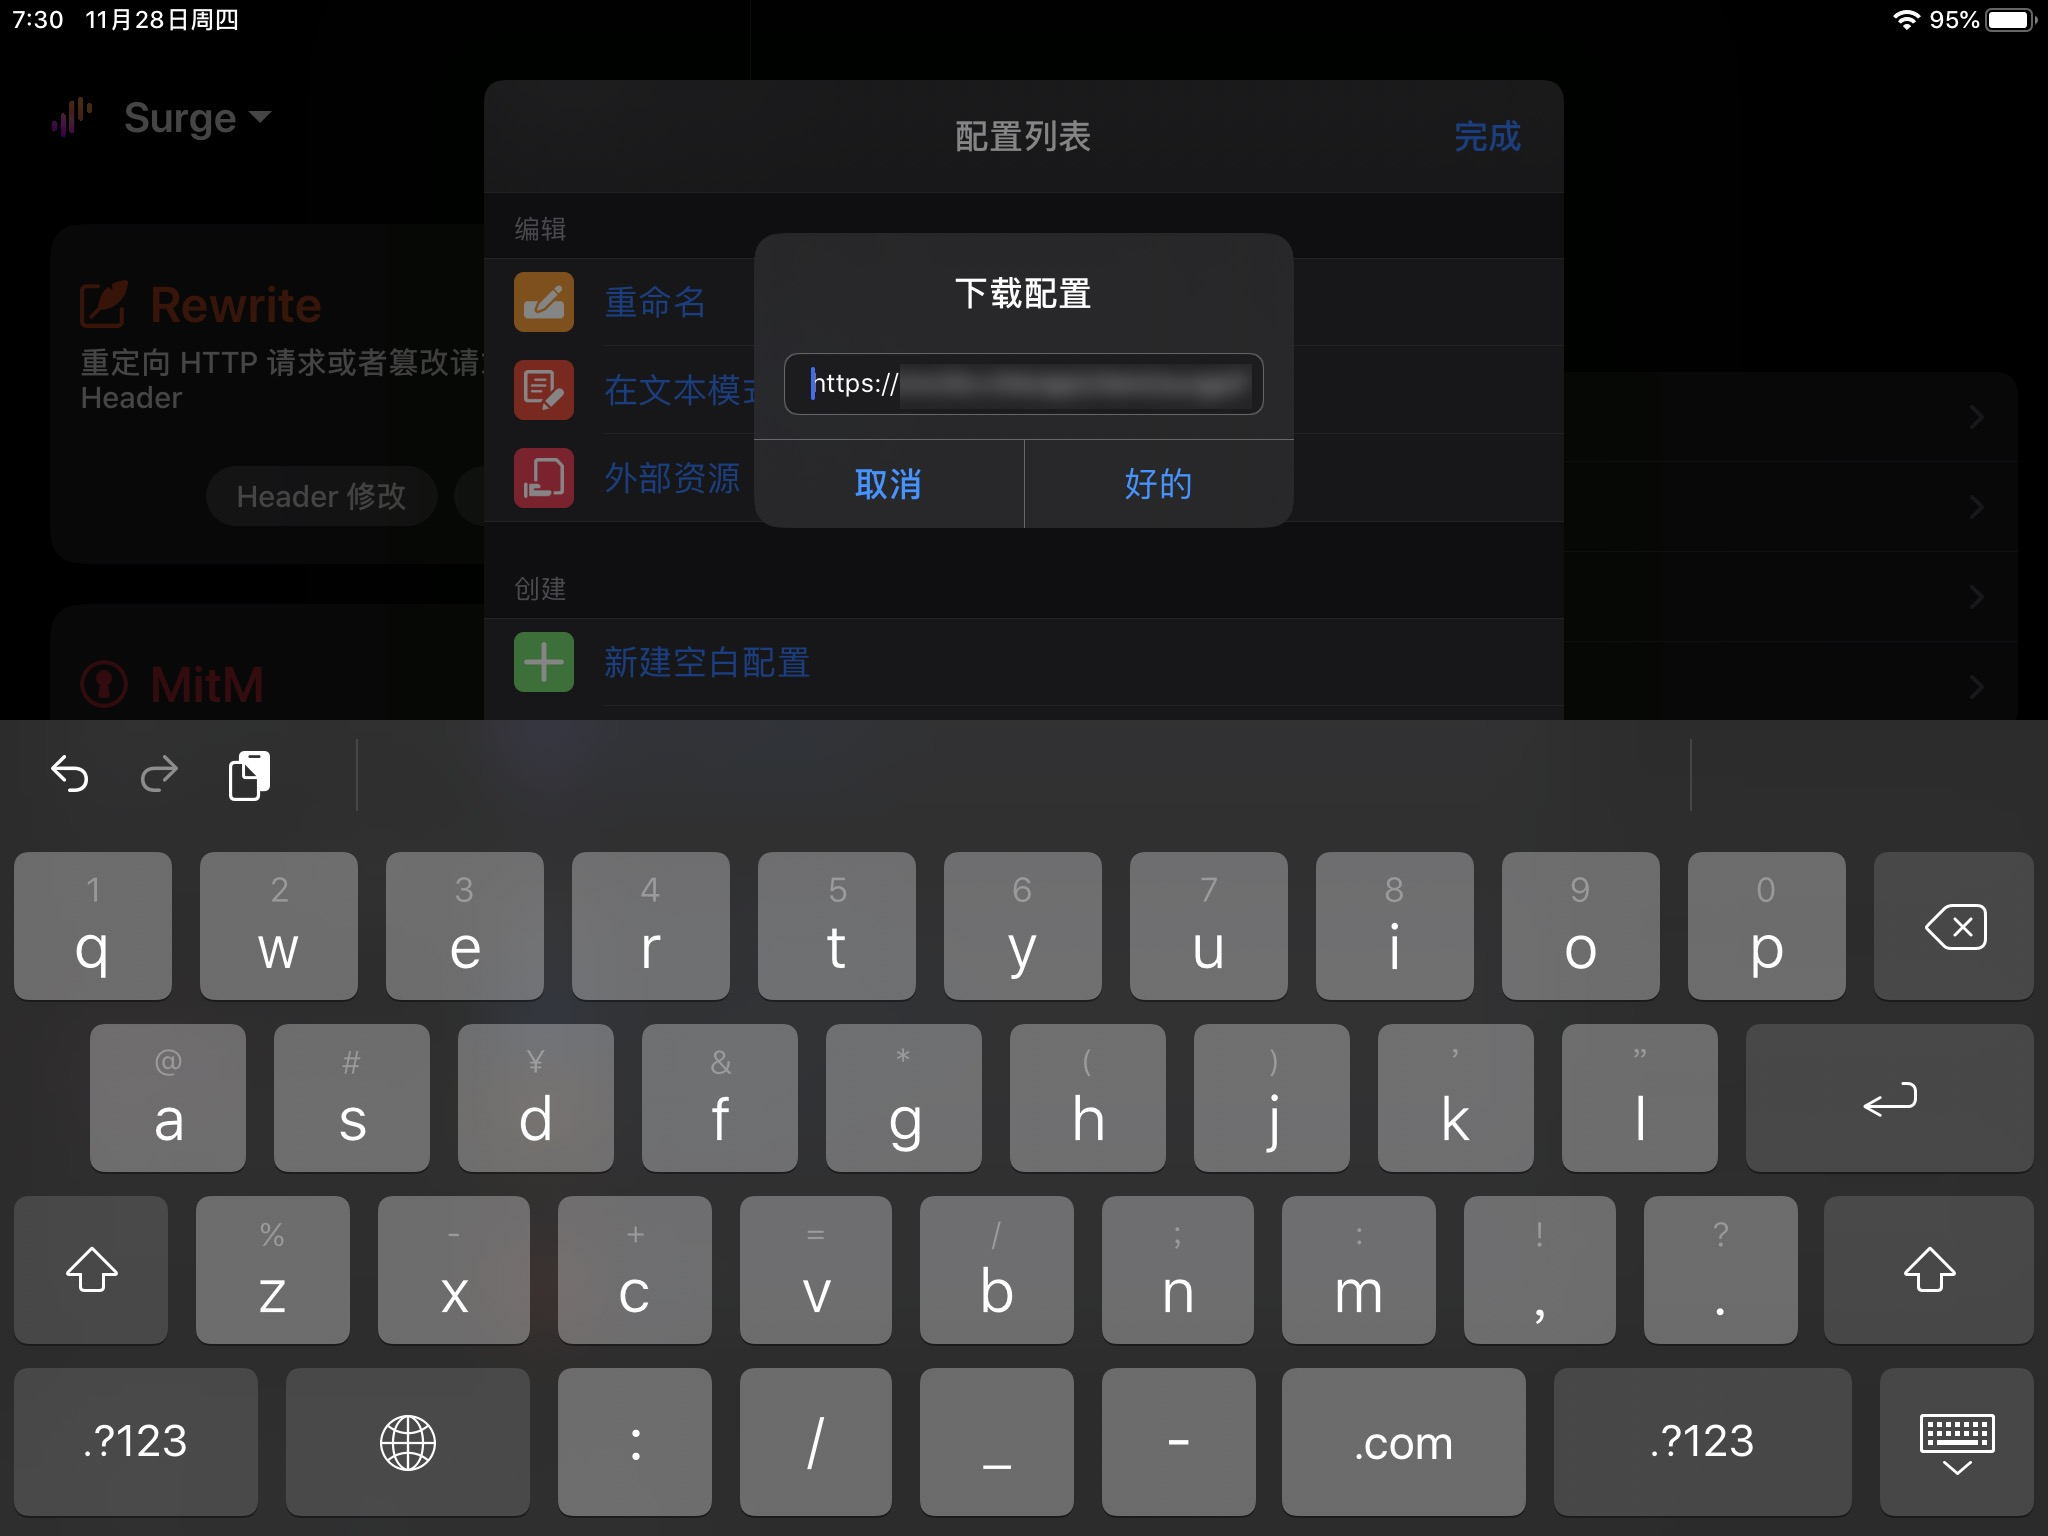 7:30 11月28日周四
95%
Surge
配置列表
完成
编辑
Rewrite
重定向 HTTP 请求或者篡改请
Header
Header 修改
重命名
在文本模
外部资源
下载配置
https://
取消
好的
创建
新建空白配置
MitM
1 2 3 4 5 6 7 8 9 0
q w e r t y u i o p
@ # ¥ & * ( ) ’ ”
a s d f g h j k l
% - + = / ; : ! ?
z x c v b n m , .
.?123 : / _ - .com .?123